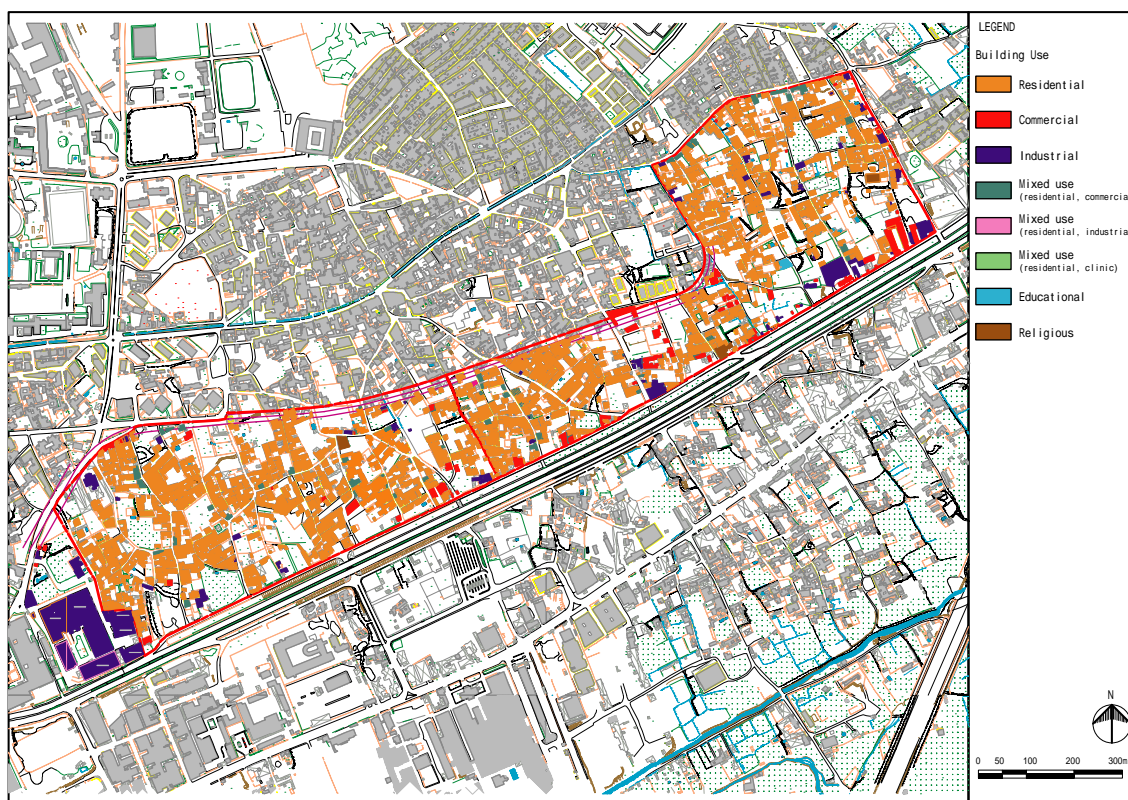 LEGEND
Building Use
Residential
Commercial
Industrial
Mixed use
(residential, commercia
Mixed use
(residential, industria
Mixed use
(residential, clinic)
Educational
Religious
N
0 50 100 200 300m